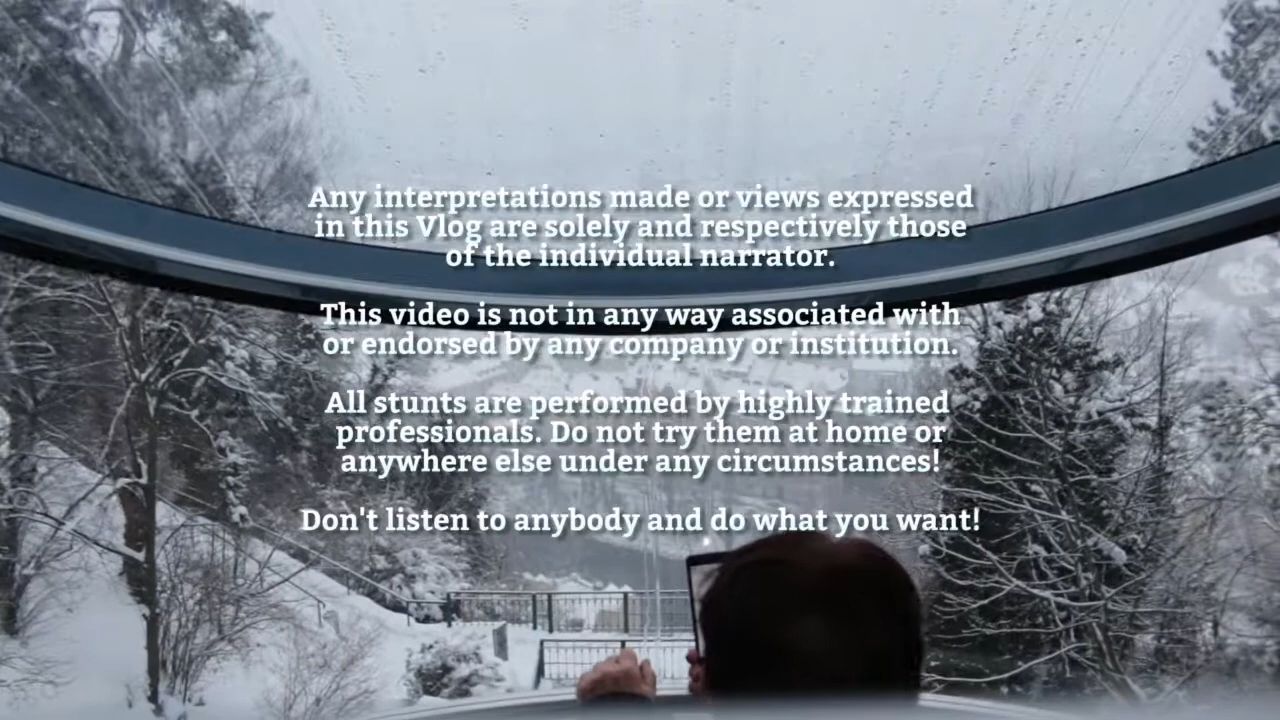 Any interpretations made or views expressed
in this Vlog are solely and respectively those
of the individual narrator.
This video is not in any way associated with
or endorsed by any company or institution.
All stunts are performed by highly trained
professionals. Do not try them at home or
anywhere else under any circumstances!
Don't listen to anybody and do what you want!